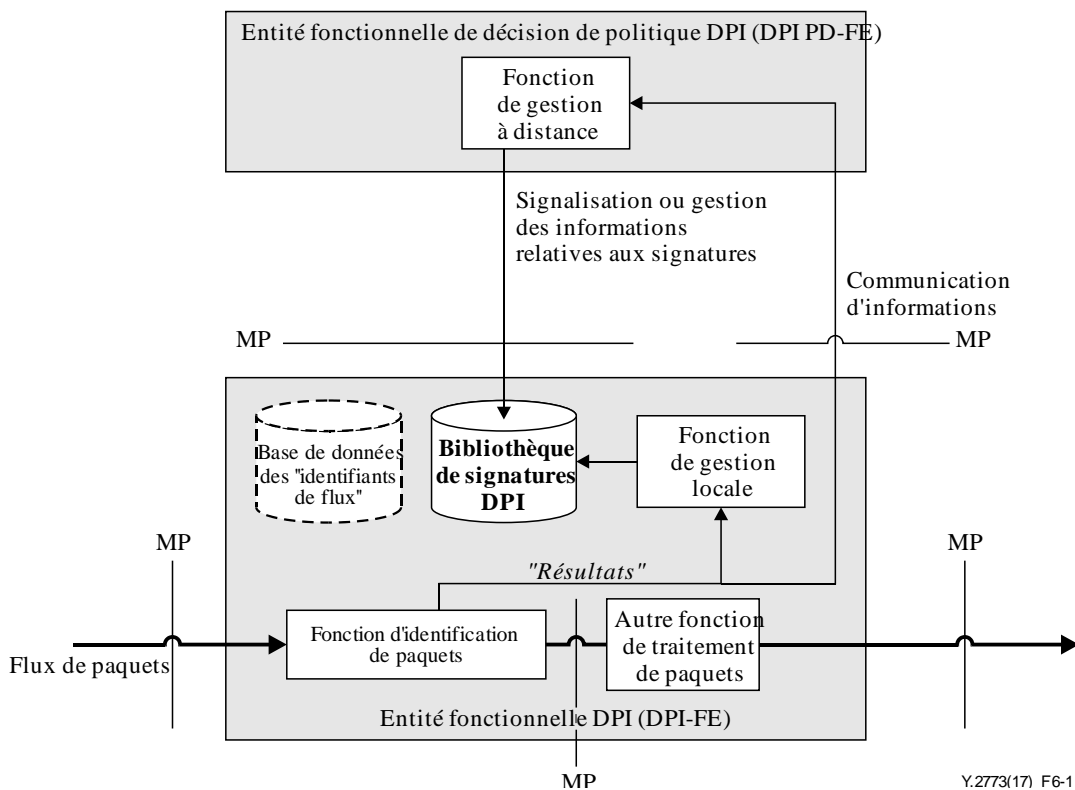 Entité fonctionnelle de décision de politique DPI (DPI PD-FE)
Fonction
de gestion
à distance
Signalisation ou gestion
des informations
relatives aux signatures
Communication
d'informations
MP
MP
Base de données
des "identifiants
de flux"
Bibliothèque
de signatures
DPI
Fonction
de gestion
locale
MP
MP
"Résultats"
Flux de paquets
Fonction d'identification
de paquets
Autre fonction
de traitement
de paquets
Entité fonctionnelle DPI (DPI-FE)
MP
Y.2773(17)_F6-1